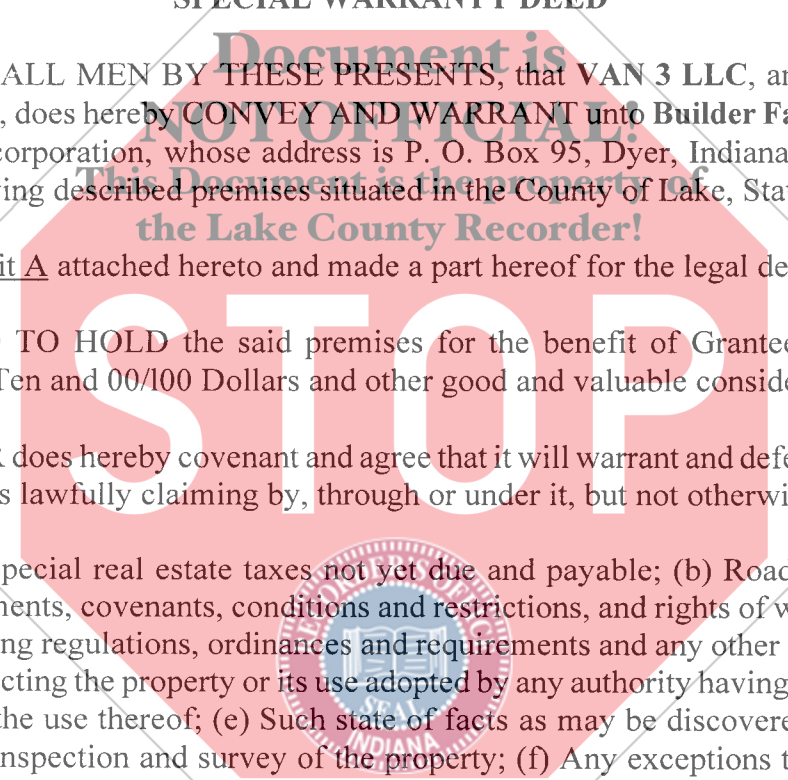 SPECIAL WARRANTY DEED
Document is
ALL MEN BY THESE PRESENTS, that VAN 3 LLC, an
, does hereby CONVEY AND WARRANT unto Builder Fa
NOT OFFICIAL!
corporation, whose address is P. O. Box 95, Dyer, Indiana
This Document is the property of
ing described premises situated in the County of Lake, Sta
the Lake County Recorder!
it A attached hereto and made a part hereof for the legal de
STOP
TO HOLD the said premises for the benefit of Grantee
Ten and 00/100 Dollars and other good and valuable conside
R does hereby covenant and agree that it will warrant and defe
s lawfully claiming by, through or under it, but not otherwi
pecial real estate taxes not yet due and payable; (b) Road
nents, covenants, conditions and restrictions, and rights of w
ng regulations, ordinances and requirements and any other
cting the property or its use adopted by any authority having
the use thereof; (e) Such state of facts as may be discovere
nspection and survey of the property; (f) Any exceptions t
RECORDER'S OFFICE
SEAL
INDIANA